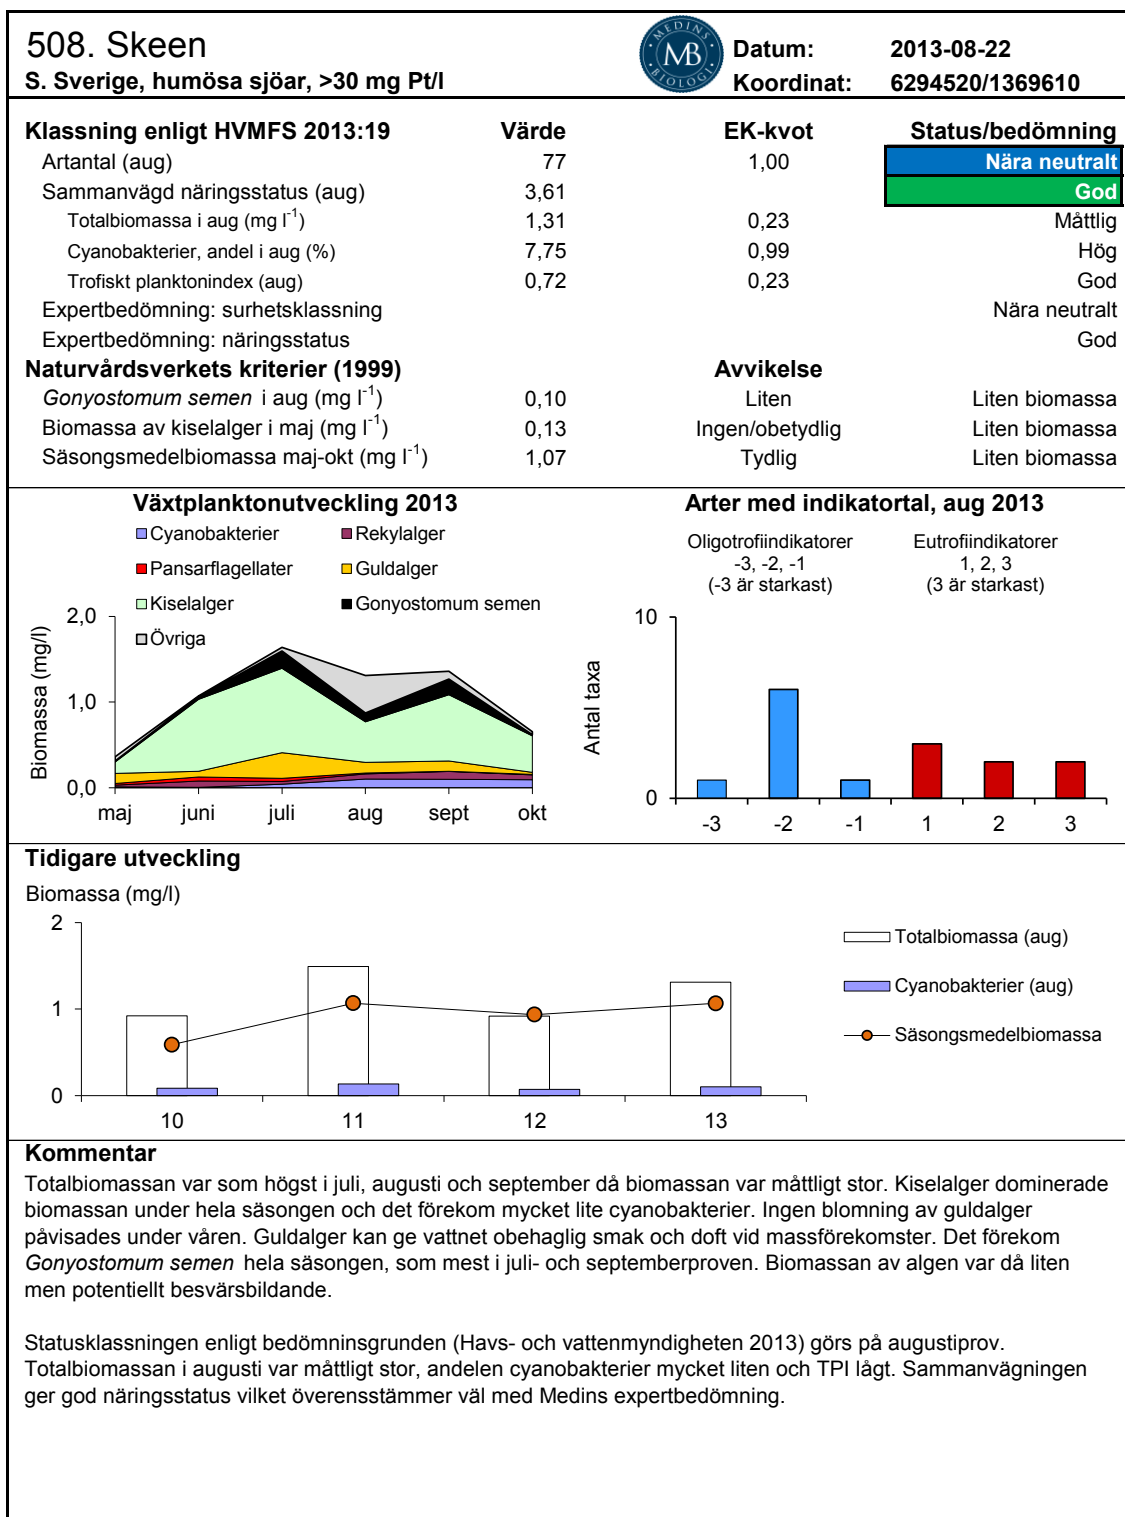 508. Skeen
S. Sverige, humösa sjöar, >30 mg Pt/l
MEDINS MB BIOLOGI
Datum: 2013-08-22
Koordinat: 6294520/1369610
Klassning enligt HVMFS 2013:19 Värde EK-kvot Status/bedömning
Artantal (aug) 77 1,00 Nära neutralt
Sammanvägd näringsstatus (aug) 3,61 God
Totalbiomassa i aug (mg l-1) 1,31 0,23 Måttlig
Cyanobakterier, andel i aug (%) 7,75 0,99 Hög
Trofiskt planktonindex (aug) 0,72 0,23 God
Expertbedömning: surhetsklassning Nära neutralt
Expertbedömning: näringsstatus God
Naturvårdsverkets kriterier (1999) Avvikelse
Gonyostomum semen i aug (mg l-1) 0,10 Liten Liten biomassa
Biomassa av kiselalger i maj (mg l-1) 0,13 Ingen/obetydlig Liten biomassa
Säsongsmedelbiomassa maj-okt (mg l-1) 1,07 Tydlig Liten biomassa
Växtplanktonutveckling 2013
Cyanobakterier Rekylalger
Pansarflagellater Guldalger
Kiselalger Gonyostomum semen
Övriga
Biomassa (mg/l)
2,0
1,0
0,0
maj juni juli aug sept okt
Arter med indikatortal, aug 2013
Oligotrofiindikatorer Eutrofiindikatorer
-3, -2, -1 1, 2, 3
(-3 är starkast) (3 är starkast)
Antal taxa
10
0
-3 -2 -1 1 2 3
Tidigare utveckling
Biomassa (mg/l)
2
1
0
10 11 12 13
Totalbiomassa (aug)
Cyanobakterier (aug)
Säsongsmedelbiomassa
Kommentar
Totalbiomassan var som högst i juli, augusti och september då biomassan var måttligt stor. Kiselalger dominerade
biomassan under hela säsongen och det förekom mycket lite cyanobakterier. Ingen blomning av guldalger
påvisades under våren. Guldalger kan ge vattnet obehaglig smak och doft vid massförekomster. Det förekom
Gonyostomum semen hela säsongen, som mest i juli- och septemberproven. Biomassan av algen var då liten
men potentiellt besvärsbildande.
Statusklassningen enligt bedömninsgrunden (Havs- och vattenmyndigheten 2013) görs på augustiprov.
Totalbiomassan i augusti var måttligt stor, andelen cyanobakterier mycket liten och TPI lågt. Sammanvägningen
ger god näringsstatus vilket överensstämmer väl med Medins expertbedömning.